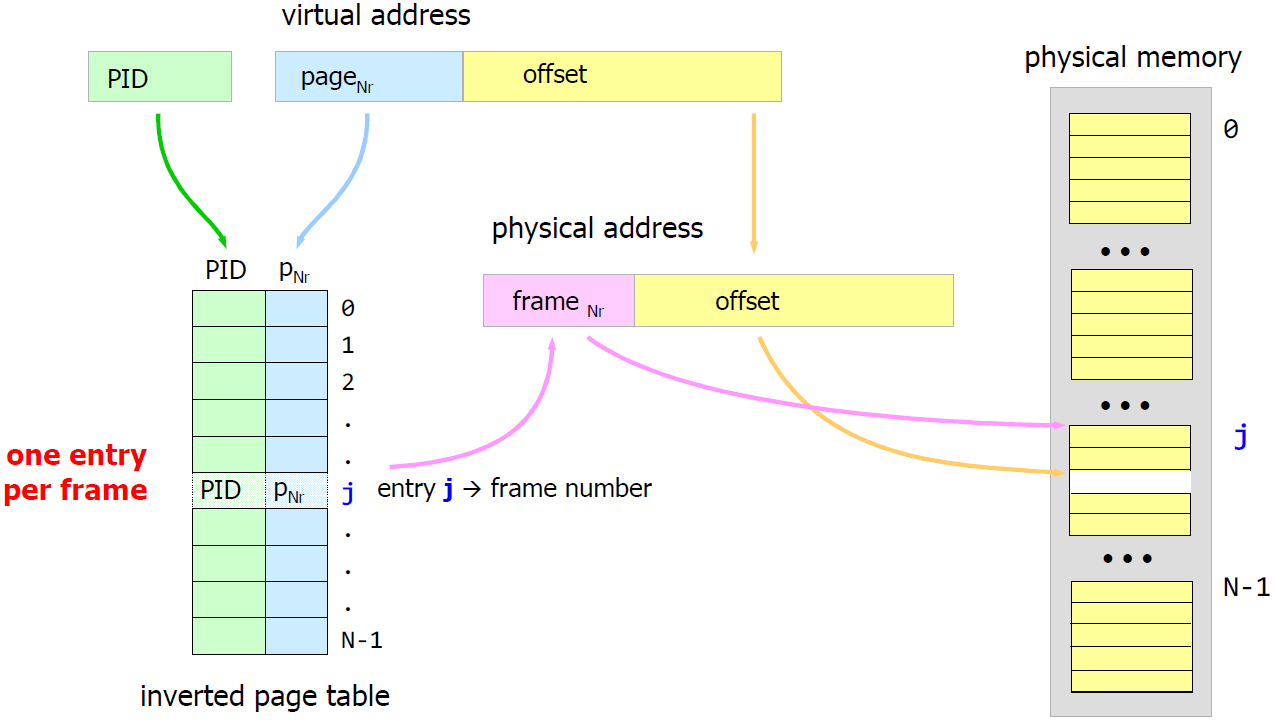 virtual address
physical memory
PID
page Nr
offset
0
physical address
• • •
PID
p Nr
frame Nr
offset
0
1
2
• • •
.
j
one entry
per frame
.
PID
p Nr
j
entry j → frame number
.
• • •
.
N-1
.
N-1
inverted page table